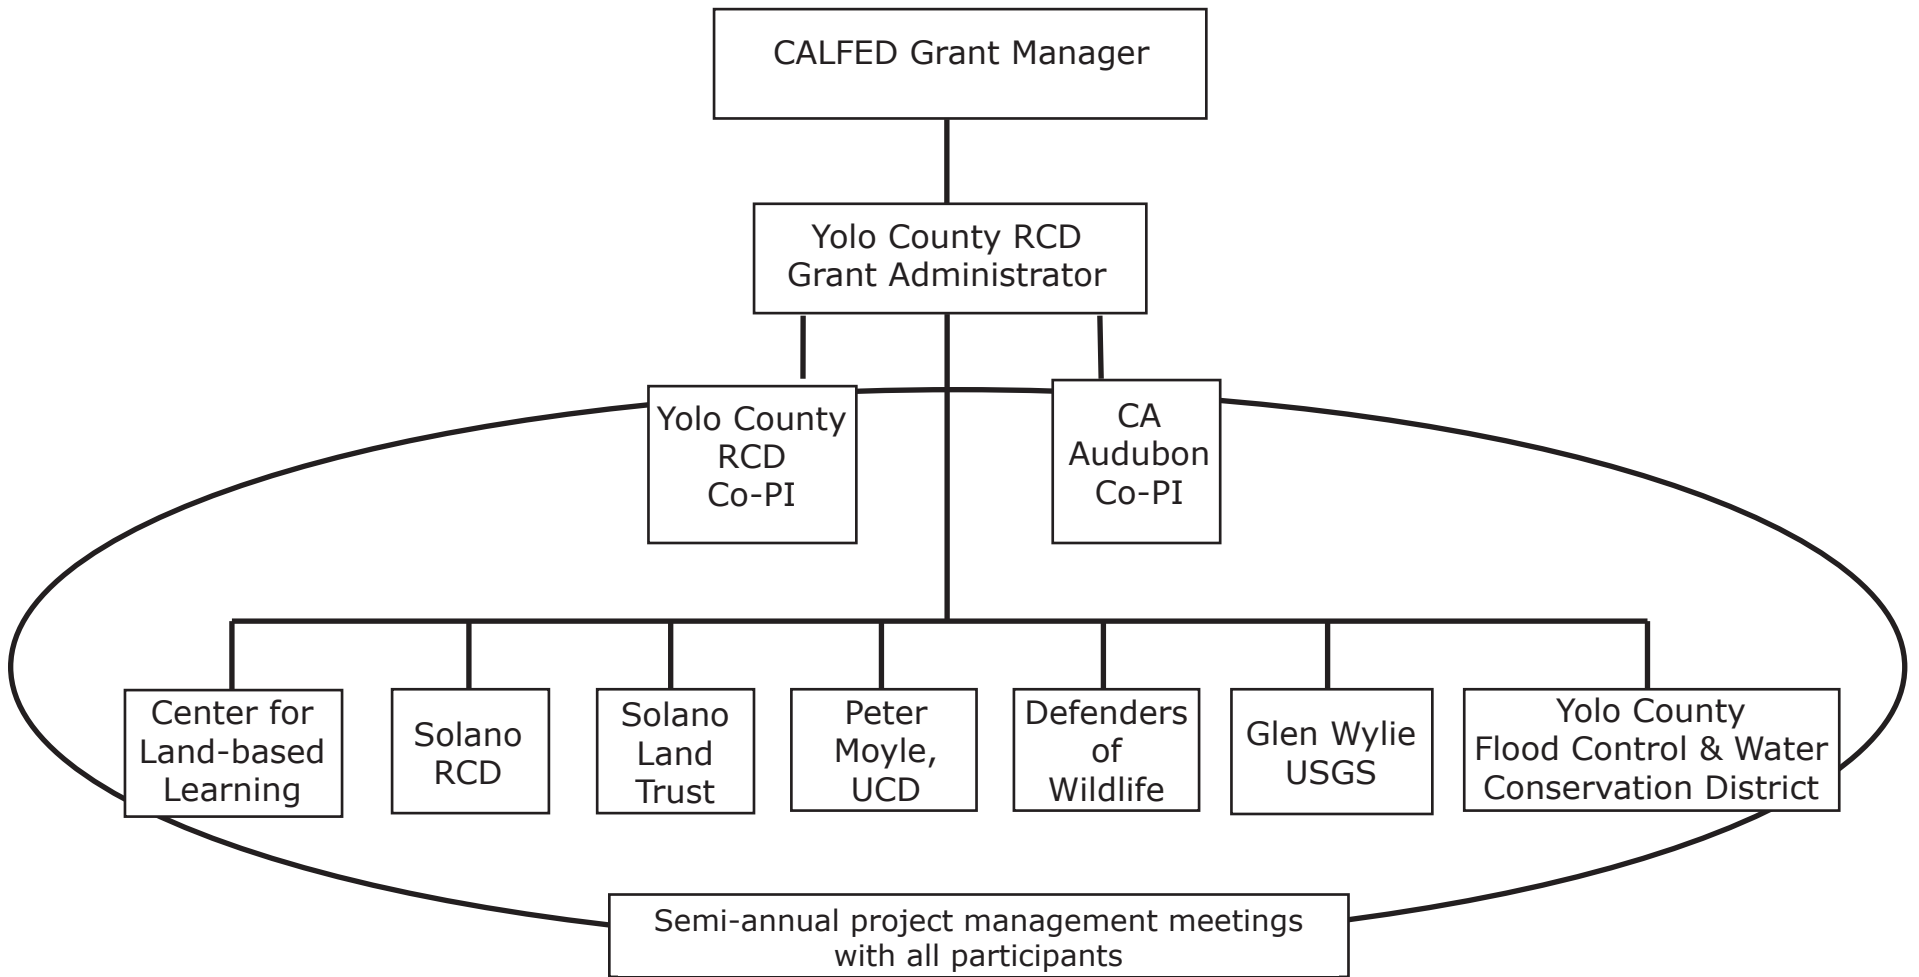 CALFED Grant Manager
Yolo County RCD
Grant Administrator
Yolo County
RCD
Co-PI
CA
Audubon
Co-PI
Center for
Land-based
Learning
Solano
RCD
Solano
Land
Trust
Peter
Moyle,
UCD
Defenders
of
Wildlife
Glen Wylie
USGS
Yolo County
Flood Control & Water
Conservation District
Semi-annual project management meetings
with all participants